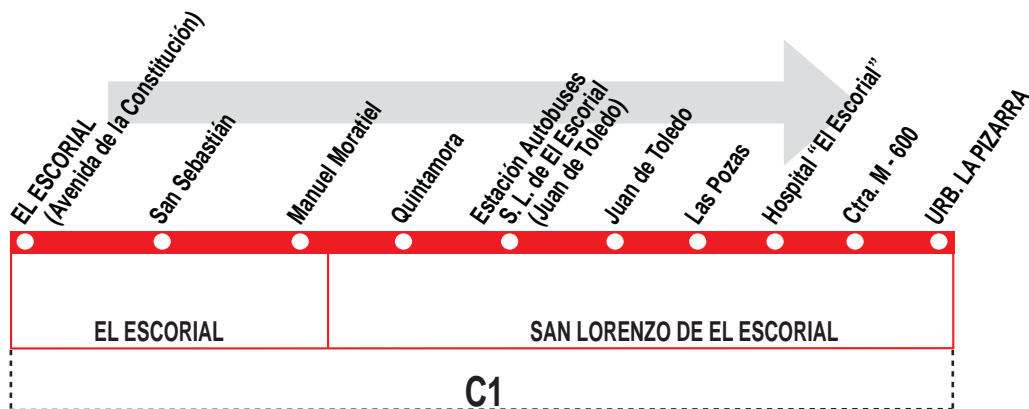 EL ESCORIAL
(Avenida de la Constitución)
San Sebastián
Manuel Moratiel
Quintamora
Estación Autobuses
S. L. de El Escorial
(Juan de Toledo)
Juan de Toledo
Las Pozas
Hospital “El Escorial”
Ctra. M - 600
URB. LA PIZARRA
EL ESCORIAL
SAN LORENZO DE EL ESCORIAL
C1